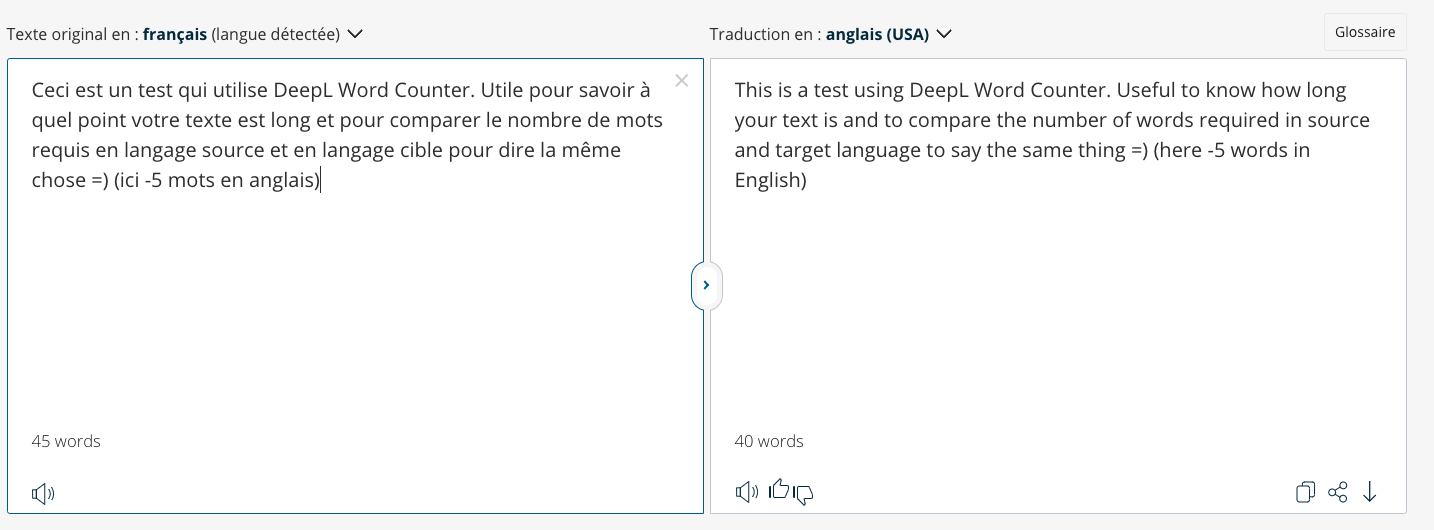 Texte original en : français (langue détectée)
Traduction en : anglais (USA)
Glossaire
Ceci est un test qui utilise DeepL Word Counter. Utile pour savoir à
quel point votre texte est long et pour comparer le nombre de mots
requis en langage source et en langage cible pour dire la même
chose =) (ici -5 mots en anglais)
45 words
This is a test using DeepL Word Counter. Useful to know how long
your text is and to compare the number of words required in source
and target language to say the same thing =) (here -5 words in
English)
40 words